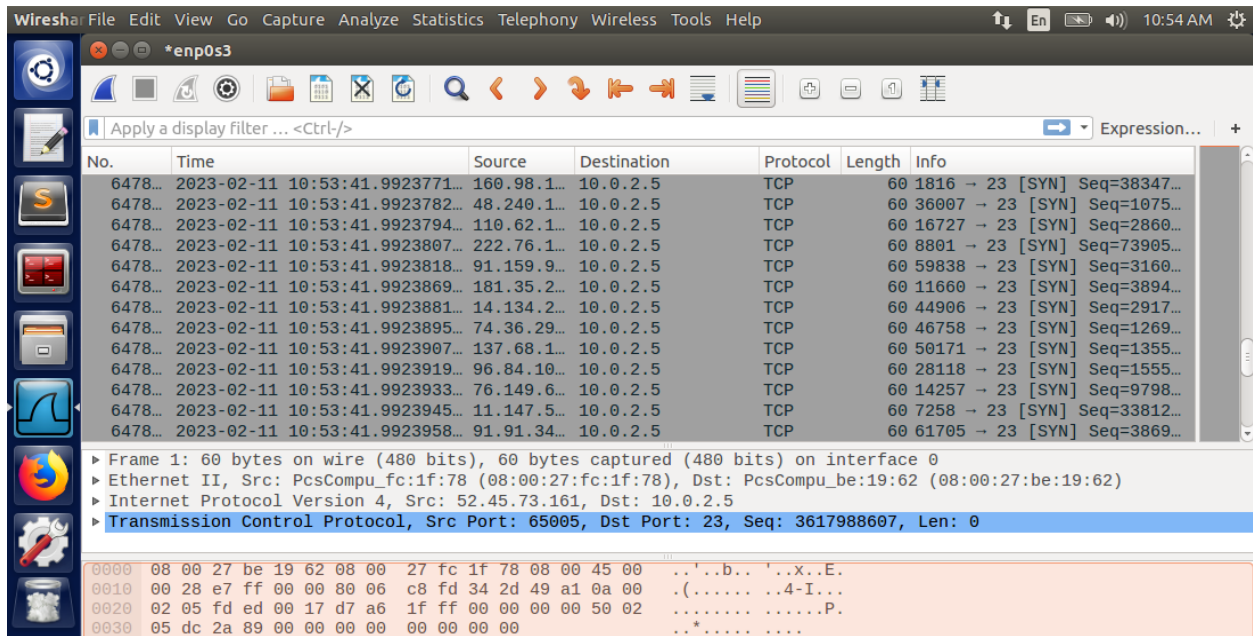 Wireshar File Edit View Go Capture Analyze Statistics Telephony Wireless Tools Help En 10:54 AM
*enp0s3
Apply a display filter ... <Ctrl-/> Expression... +
No. Time Source Destination Protocol Length Info
6478… 2023-02-11 10:53:41.9923771… 160.98.1… 10.0.2.5 TCP 60 1816 → 23 [SYN] Seq=38347…
6478… 2023-02-11 10:53:41.9923782… 48.240.1… 10.0.2.5 TCP 60 36007 → 23 [SYN] Seq=1075…
6478… 2023-02-11 10:53:41.9923794… 110.62.1… 10.0.2.5 TCP 60 16727 → 23 [SYN] Seq=2860…
6478… 2023-02-11 10:53:41.9923807… 222.76.1… 10.0.2.5 TCP 60 8801 → 23 [SYN] Seq=73905…
6478… 2023-02-11 10:53:41.9923818… 91.159.9… 10.0.2.5 TCP 60 59838 → 23 [SYN] Seq=3160…
6478… 2023-02-11 10:53:41.9923869… 181.35.2… 10.0.2.5 TCP 60 11660 → 23 [SYN] Seq=3894…
6478… 2023-02-11 10:53:41.9923881… 14.134.2… 10.0.2.5 TCP 60 44906 → 23 [SYN] Seq=2917…
6478… 2023-02-11 10:53:41.9923895… 74.36.29… 10.0.2.5 TCP 60 46758 → 23 [SYN] Seq=1269…
6478… 2023-02-11 10:53:41.9923907… 137.68.1… 10.0.2.5 TCP 60 50171 → 23 [SYN] Seq=1355…
6478… 2023-02-11 10:53:41.9923919… 96.84.10… 10.0.2.5 TCP 60 28118 → 23 [SYN] Seq=1555…
6478… 2023-02-11 10:53:41.9923933… 76.149.6… 10.0.2.5 TCP 60 14257 → 23 [SYN] Seq=9798…
6478… 2023-02-11 10:53:41.9923945… 11.147.5… 10.0.2.5 TCP 60 7258 → 23 [SYN] Seq=33812…
6478… 2023-02-11 10:53:41.9923958… 91.91.34… 10.0.2.5 TCP 60 61705 → 23 [SYN] Seq=3869…
Frame 1: 60 bytes on wire (480 bits), 60 bytes captured (480 bits) on interface 0
Ethernet II, Src: PcsCompu_fc:1f:78 (08:00:27:fc:1f:78), Dst: PcsCompu_be:19:62 (08:00:27:be:19:62)
Internet Protocol Version 4, Src: 52.45.73.161, Dst: 10.0.2.5
Transmission Control Protocol, Src Port: 65005, Dst Port: 23, Seq: 3617988607, Len: 0
0000 08 00 27 be 19 62 08 00 27 fc 1f 78 08 00 45 00 ..'..b.. '..x..E.
0010 00 28 e7 ff 00 00 80 06 c8 fd 34 2d 49 a1 0a 00 .(...... ..4-I...
0020 02 05 fd ed 00 17 d7 a6 1f ff 00 00 00 00 50 02 ........ ......P.
0030 05 dc 2a 89 00 00 00 00 00 00 00 00 ..*..... ....